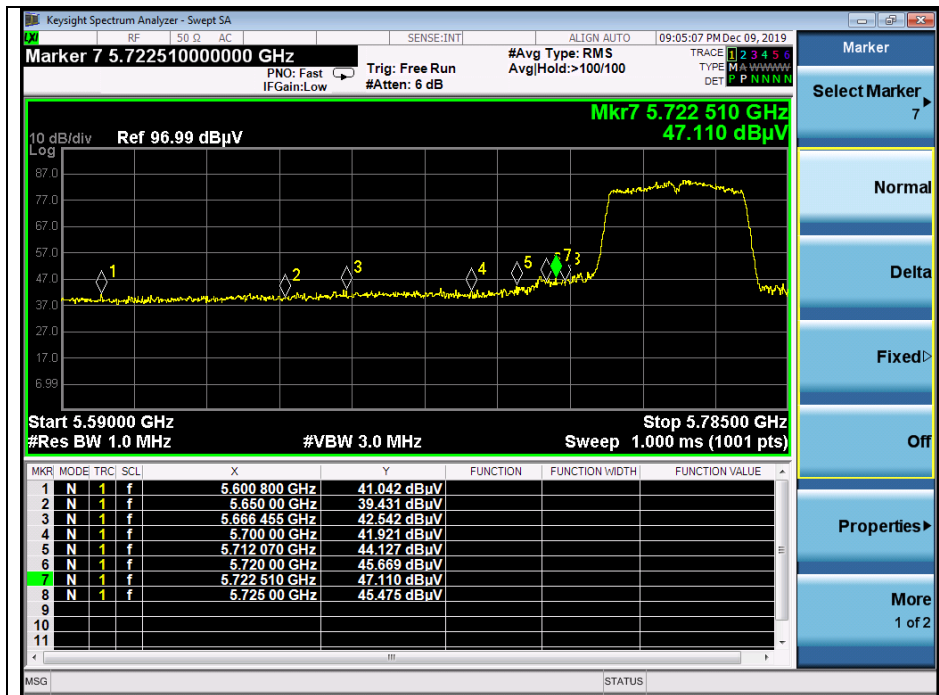 Keysight Spectrum Analyzer - Swept SA
LXI RF 50 Ω AC SENSE:INT ALIGN AUTO 09:05:07 PM Dec 09, 2019
Marker 7 5.722510000000 GHz
PNO: Fast
IFGain:Low
Trig: Free Run
#Atten: 6 dB
#Avg Type: RMS
Avg|Hold:>100/100
TRACE 1 2 3 4 5 6
TYPE M A W W W W
DET P P N N N N
Mkr7 5.722 510 GHz
47.110 dBµV
10 dB/div Ref 96.99 dBµV
Log
87.0
77.0
67.0
57.0
47.0
37.0
27.0
17.0
6.99
1 2 3 4 5 7
Start 5.59000 GHz Stop 5.78500 GHz
#Res BW 1.0 MHz #VBW 3.0 MHz Sweep 1.000 ms (1001 pts)
MKR MODE TRC SCL X Y FUNCTION FUNCTION WIDTH FUNCTION VALUE
1 N 1 f 5.600 800 GHz 41.042 dBµV
2 N 1 f 5.650 00 GHz 39.431 dBµV
3 N 1 f 5.666 455 GHz 42.542 dBµV
4 N 1 f 5.700 00 GHz 41.921 dBµV
5 N 1 f 5.712 070 GHz 44.127 dBµV
6 N 1 f 5.720 00 GHz 45.669 dBµV
7 N 1 f 5.722 510 GHz 47.110 dBµV
8 N 1 f 5.725 00 GHz 45.475 dBµV
9
10
11
MSG STATUS
Marker
Select Marker
7
Normal
Delta
Fixed
Off
Properties
More
1 of 2